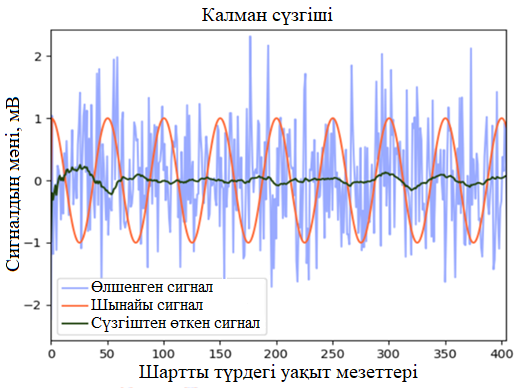 Калман сүзгіші
Сигналдың мәні, мВ
2
1
0
−1
−2
Өлшенген сигнал
Шынайы сигнал
Сүзгіштен өткен сигнал
0 50 100 150 200 250 300 350 400
Шартты түрдегі уақыт мезеттері